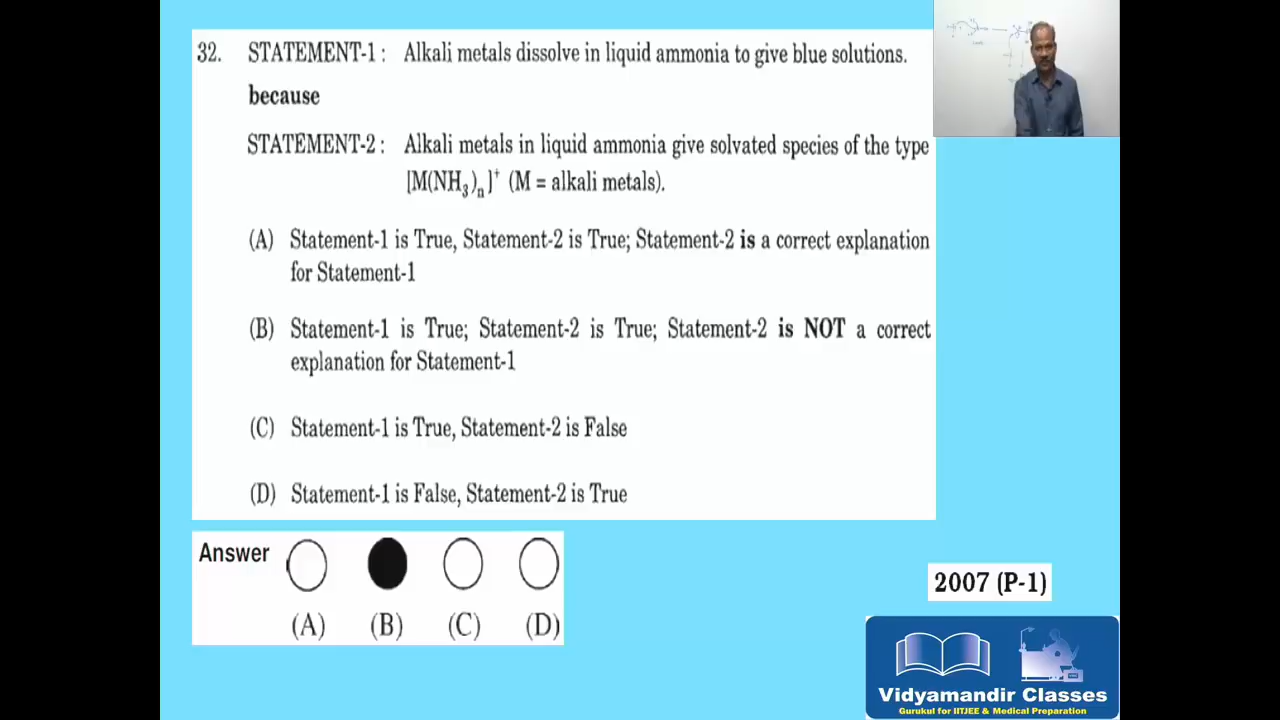 32. STATEMENT-1 : Alkali metals dissolve in liquid ammonia to give blue solutions.
because
STATEMENT-2 : Alkali metals in liquid ammonia give solvated species of the type
[M(NH₃)ₙ]⁺ (M = alkali metals).
(A) Statement-1 is True, Statement-2 is True; Statement-2 is a correct explanation
for Statement-1
(B) Statement-1 is True; Statement-2 is True; Statement-2 is NOT a correct
explanation for Statement-1
(C) Statement-1 is True, Statement-2 is False
(D) Statement-1 is False, Statement-2 is True
Answer
(A) (B) (C) (D)
2007 (P-1)
Vidyamandir Classes
Gurukul for IITJEE & Medical Preparation